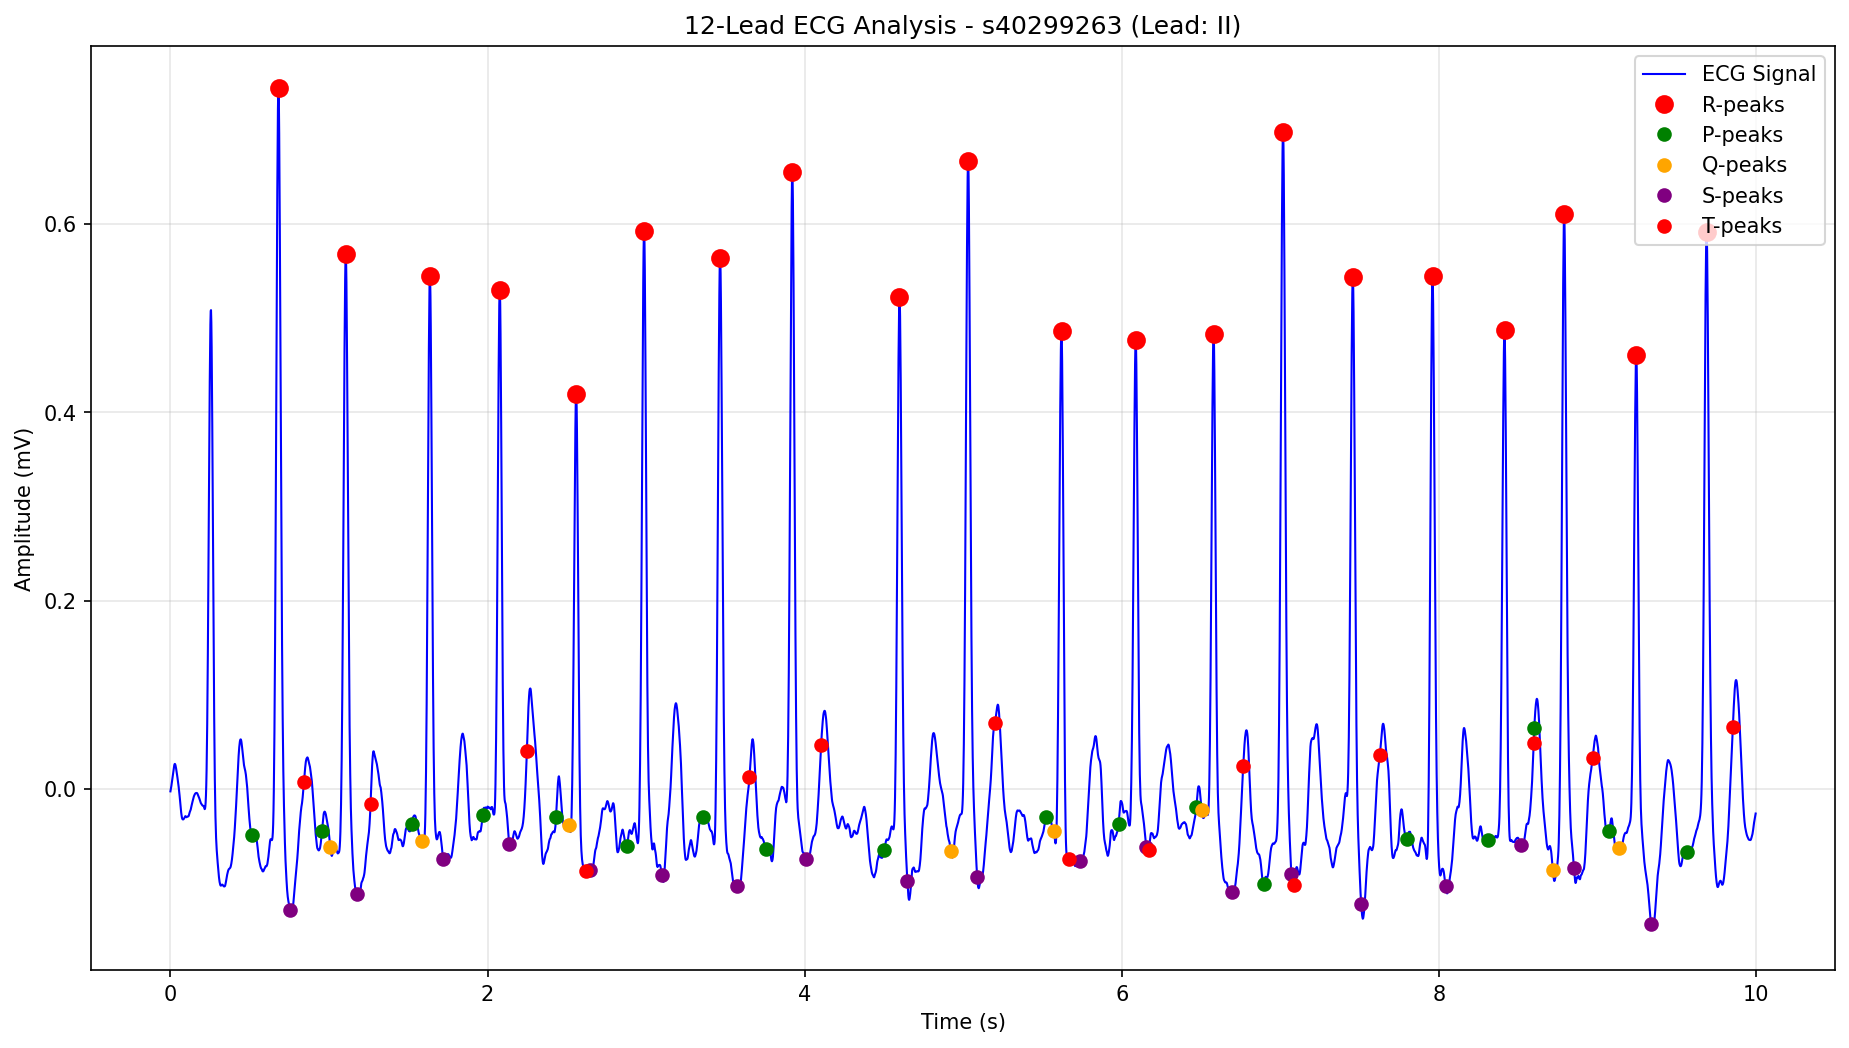 12-Lead ECG Analysis - s40299263 (Lead: II)
ECG Signal
R-peaks
P-peaks
Q-peaks
S-peaks
T-peaks
Amplitude (mV)
0.6
0.4
0.2
0.0
0 2 4 6 8 10
Time (s)